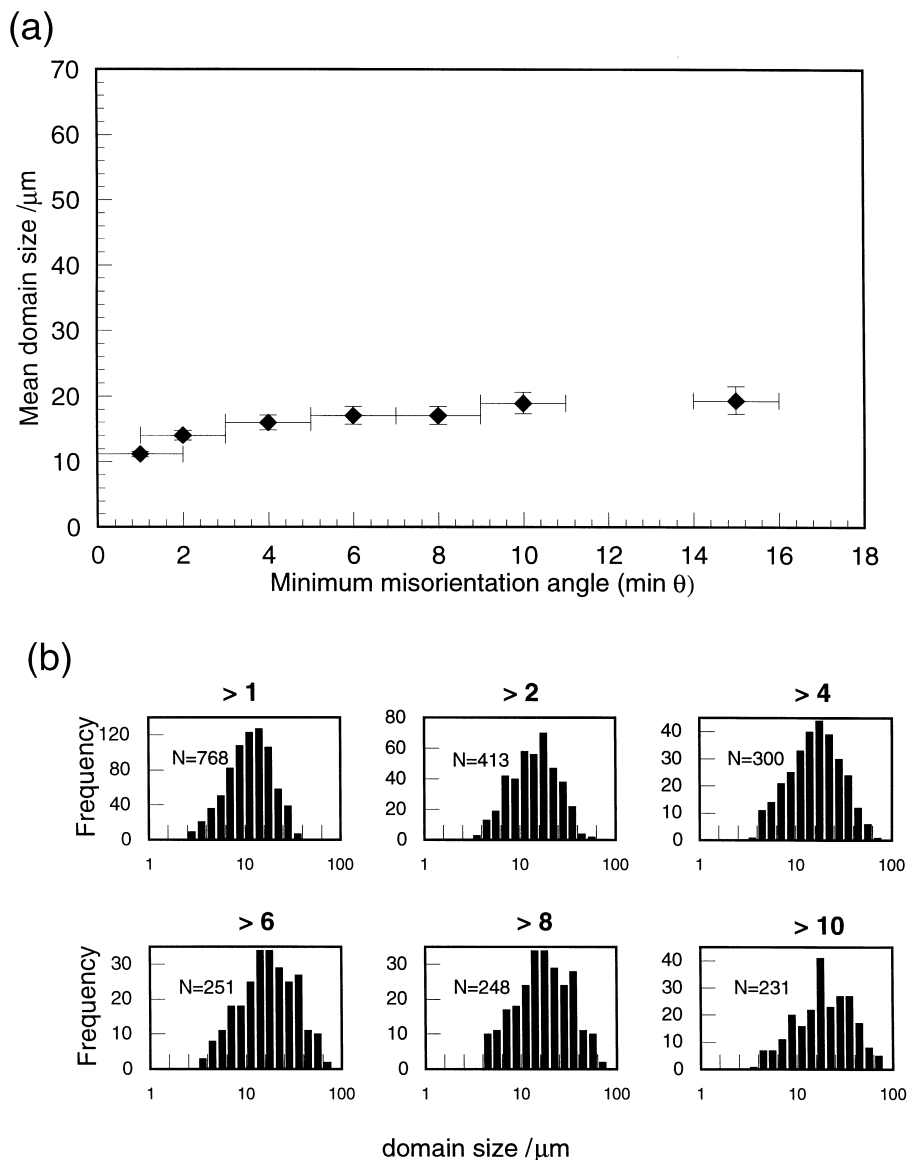 (a)
70
60
50
40
30
20
10
0
Mean domain size /μm
0 2 4 6 8 10 12 14 16 18
Minimum misorientation angle (min θ)
(b)
> 1 > 2 > 4
Frequency
120
80
40
0
N=768
1 10 100
80
60
40
20
0
N=413
1 10 100
40
30
20
10
0
N=300
1 10 100
> 6 > 8 > 10
Frequency
30
20
10
0
N=251
1 10 100
30
20
10
0
N=248
1 10 100
40
30
20
10
0
N=231
1 10 100
domain size /μm